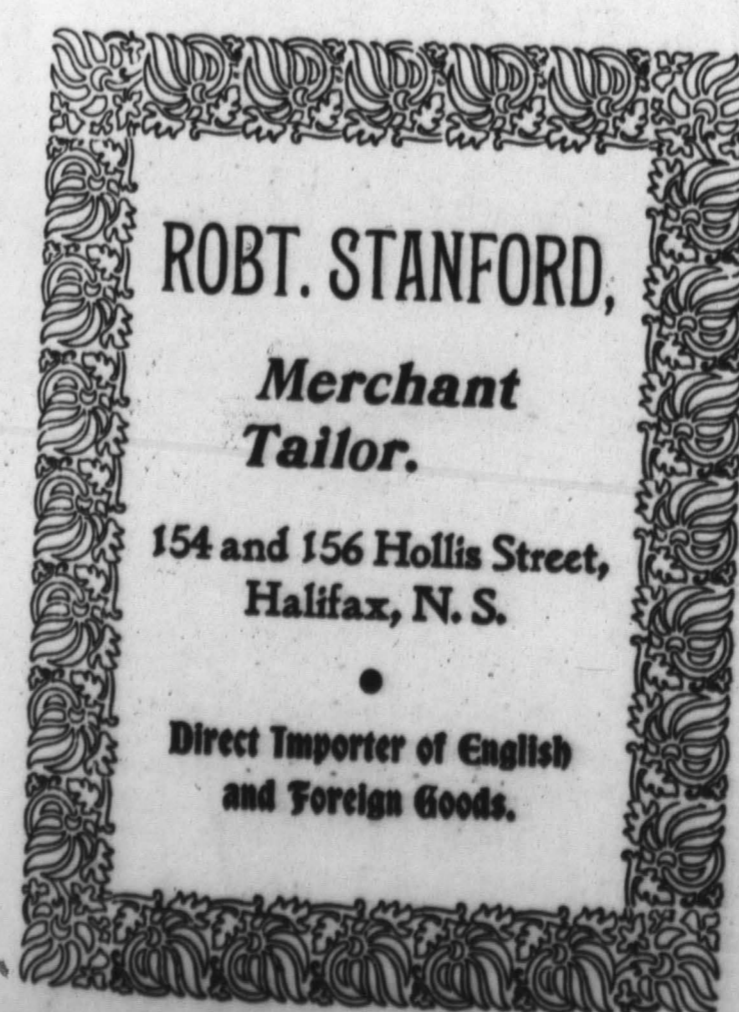 ROBT. STANFORD,
Merchant
Tailor.
154 and 156 Hollis Street,
Halifax, N. S.
Direct Importer of English
and Foreign Goods.